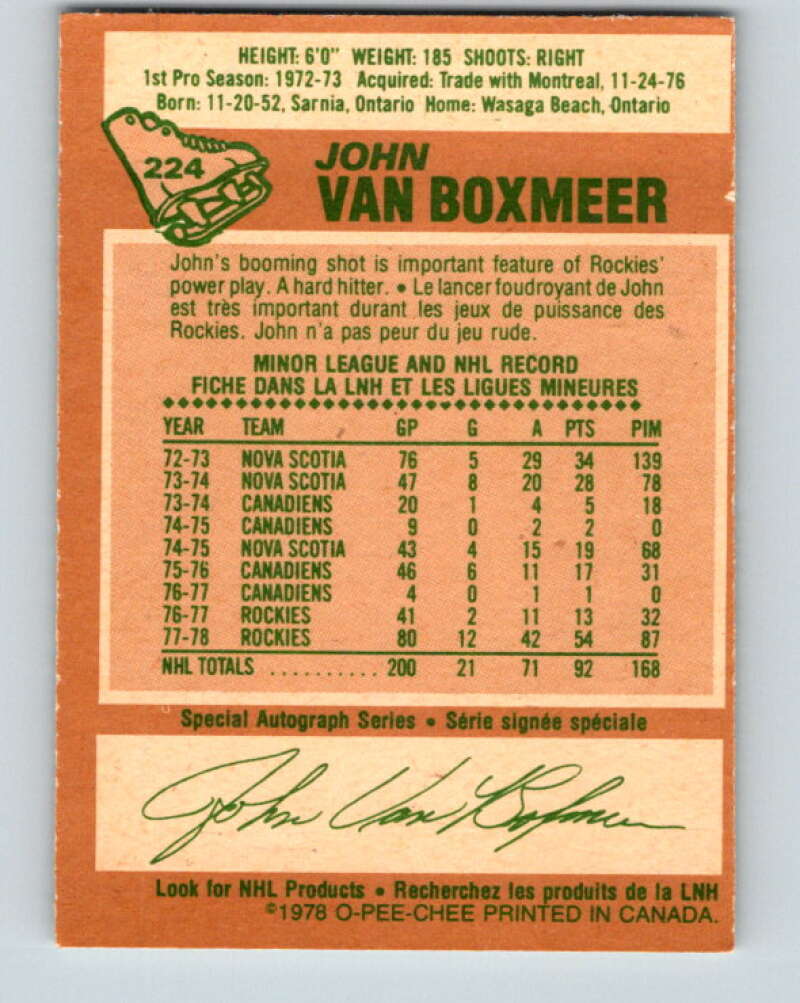 HEIGHT: 6'0" WEIGHT: 185 SHOOTS: RIGHT
1st Pro Season: 1972-73 Acquired: Trade with Montreal, 11-24-76
Born: 11-20-52, Sarnia, Ontario Home: Wasaga Beach, Ontario
224
JOHN
VAN BOXMEER
John's booming shot is important feature of Rockies'
power play. A hard hitter. • Le lancer foudroyant de John
est très important durant les jeux de puissance des
Rockies. John n'a pas peur du jeu rude.
MINOR LEAGUE AND NHL RECORD
FICHE DANS LA LNH ET LES LIGUES MINEURES
YEAR TEAM GP G A PTS PIM
72-73 NOVA SCOTIA 76 5 29 34 139
73-74 NOVA SCOTIA 47 8 20 28 78
73-74 CANADIENS 20 1 4 5 18
74-75 CANADIENS 9 0 2 2 0
74-75 NOVA SCOTIA 43 4 15 19 68
75-76 CANADIENS 46 6 11 17 31
76-77 CANADIENS 4 0 1 1 0
76-77 ROCKIES 41 2 11 13 32
77-78 ROCKIES 80 12 42 54 87
NHL TOTALS .......... 200 21 71 92 168
Special Autograph Series • Série signée spéciale
John Van Boxmeer
Look for NHL Products • Recherchez les produits de la LNH
©1978 O-PEE-CHEE PRINTED IN CANADA.